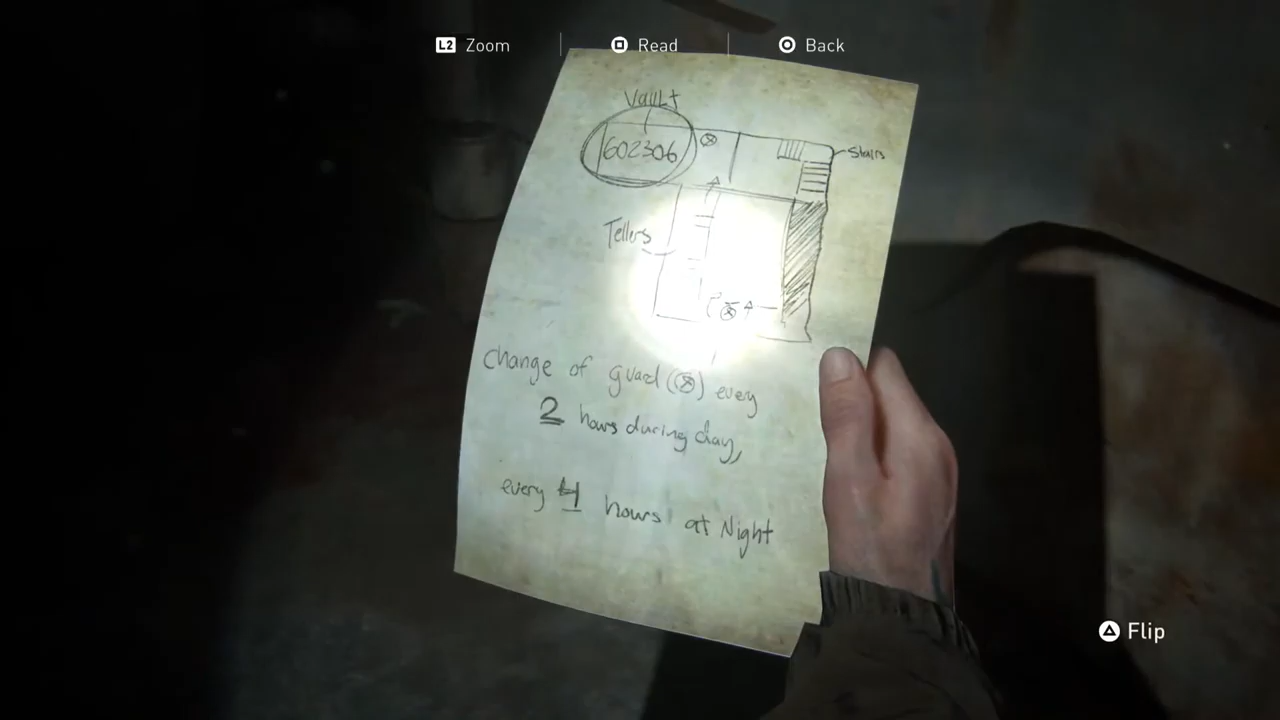 L2 Zoom
Read
Back
Vault
602306
Stairs
Tellers
Change of guard (⊗) every
2 hours during day,
every 4 hours at Night
Flip